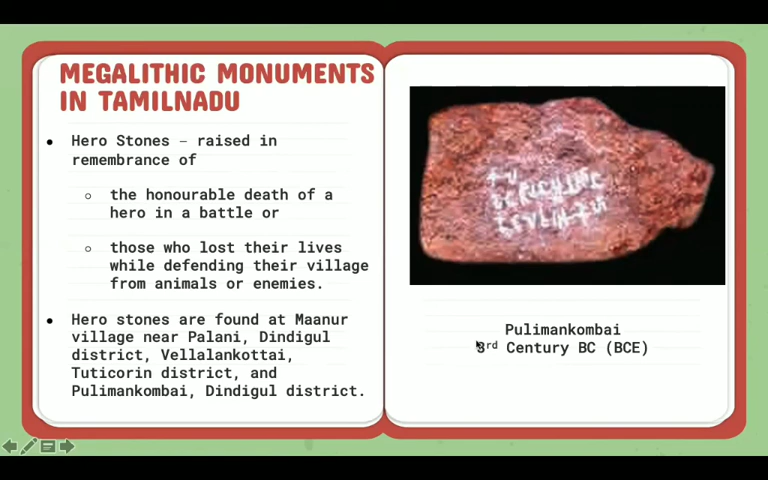 MEGALITHIC MONUMENTS
IN TAMILNADU
● Hero Stones – raised in
remembrance of
○ the honourable death of a
hero in a battle or
○ those who lost their lives
while defending their village
from animals or enemies.
● Hero stones are found at Maanur
village near Palani, Dindigul
district, Vellalankottai,
Tuticorin district, and
Pulimankombai, Dindigul district.
Pulimankombai
3rd Century BC (BCE)